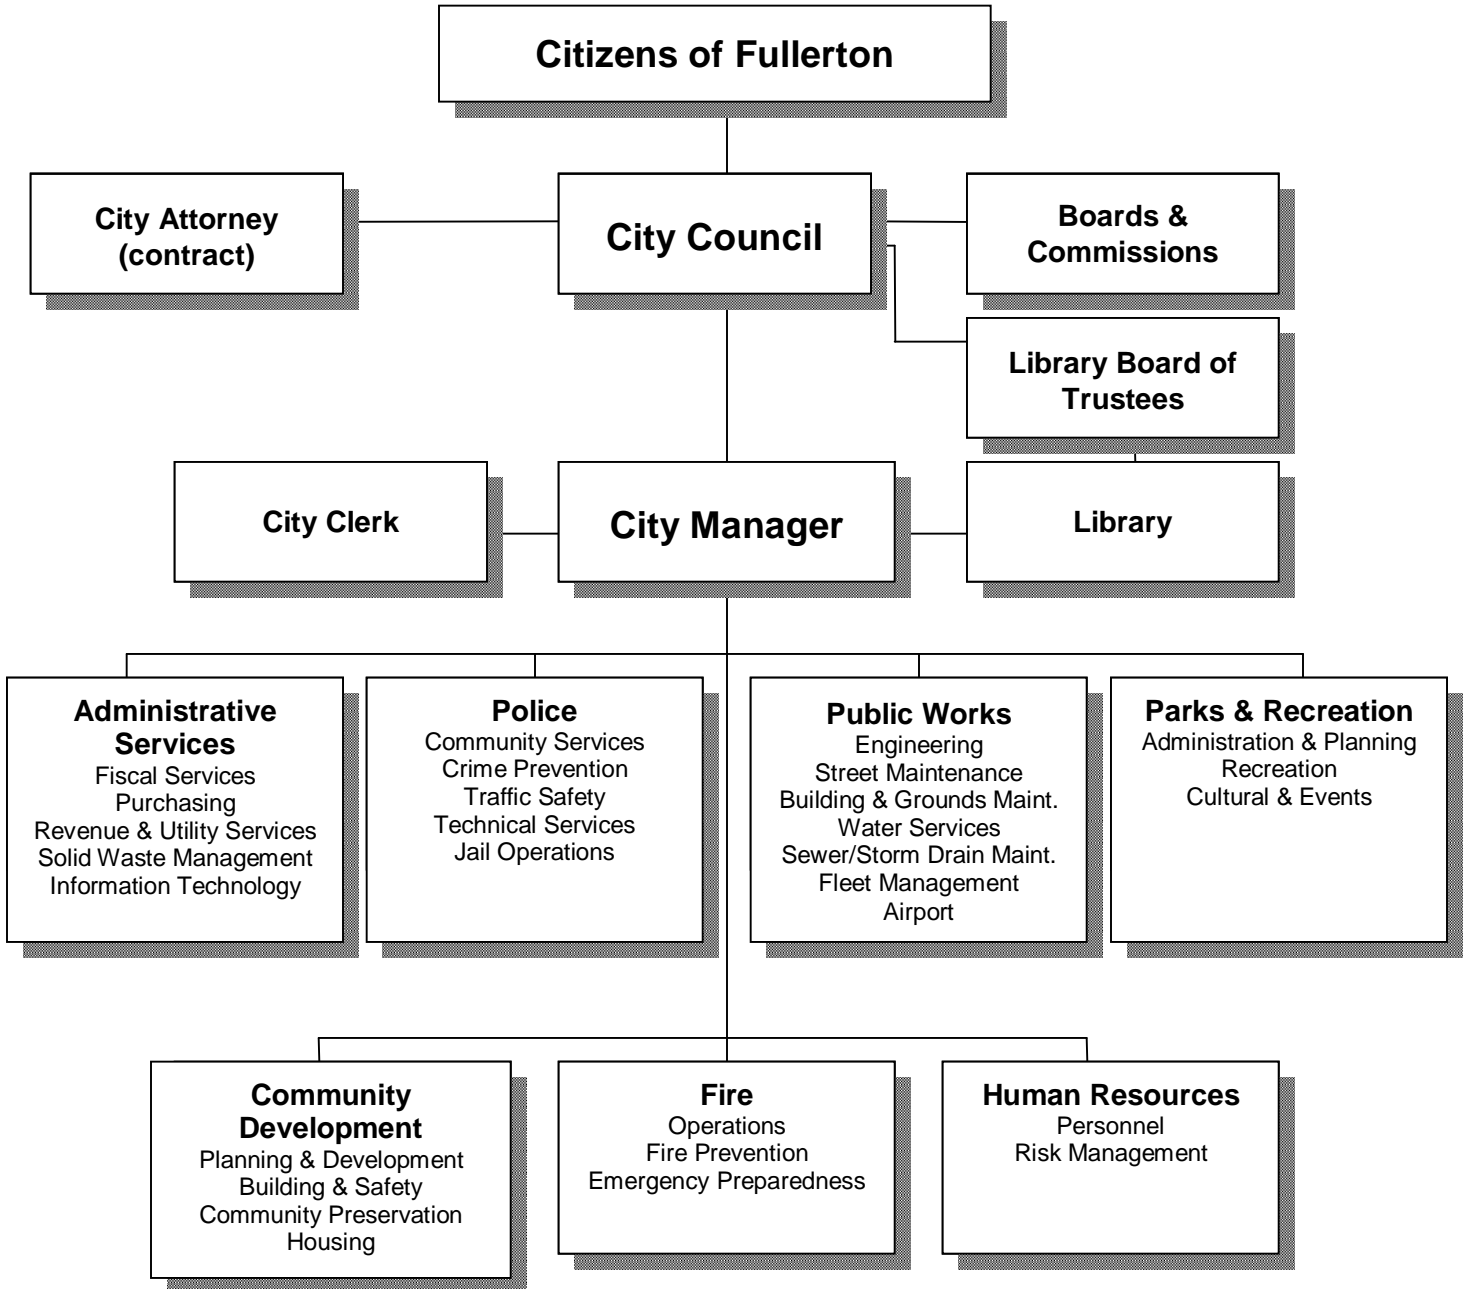 Citizens of Fullerton
City Attorney
(contract)
City Council
Boards &
Commissions
Library Board of
Trustees
City Clerk
City Manager
Library
Administrative
Services
Fiscal Services
Purchasing
Revenue & Utility Services
Solid Waste Management
Information Technology
Police
Community Services
Crime Prevention
Traffic Safety
Technical Services
Jail Operations
Public Works
Engineering
Street Maintenance
Building & Grounds Maint.
Water Services
Sewer/Storm Drain Maint.
Fleet Management
Airport
Parks & Recreation
Administration & Planning
Recreation
Cultural & Events
Community
Development
Planning & Development
Building & Safety
Community Preservation
Housing
Fire
Operations
Fire Prevention
Emergency Preparedness
Human Resources
Personnel
Risk Management